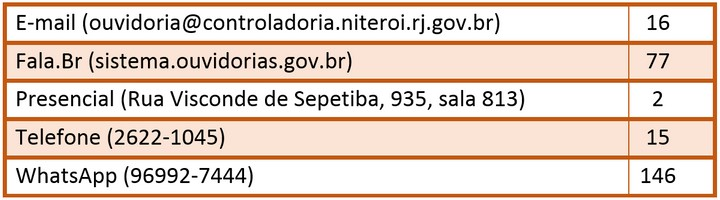 E-mail (ouvidoria@controladoria.niteroi.rj.gov.br) 16
Fala.Br (sistema.ouvidorias.gov.br) 77
Presencial (Rua Visconde de Sepetiba, 935, sala 813) 2
Telefone (2622-1045) 15
WhatsApp (96992-7444) 146